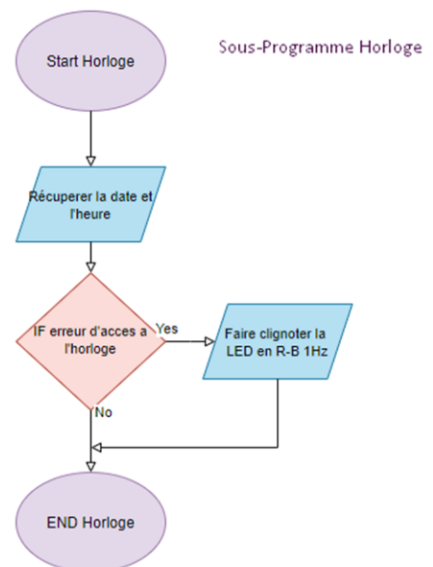 Sous-Programme Horloge
Start Horloge
Récuperer la date et
l'heure
IF erreur d'acces a
l'horloge
Yes
Faire clignoter la
LED en R-B 1Hz
No
END Horloge